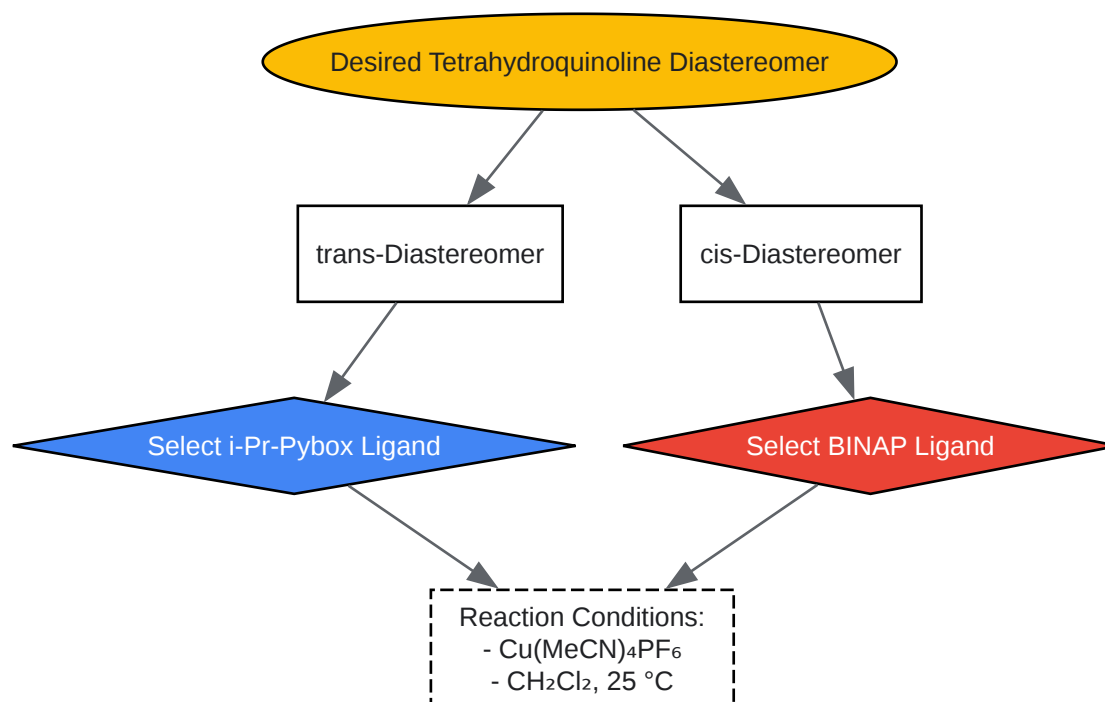 Desired Tetrahydroquinoline Diastereomer
trans-Diastereomer
cis-Diastereomer
Select i-Pr-Pybox Ligand
Select BINAP Ligand
Reaction Conditions:
- Cu(MeCN)₄PF₆
- CH₂Cl₂, 25 °C